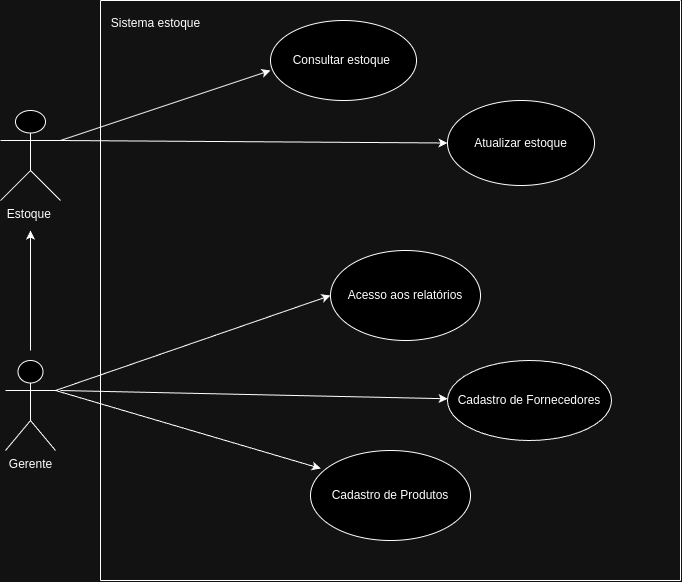 Sistema estoque
Consultar estoque
Atualizar estoque
Estoque
Acesso aos relatórios
Cadastro de Fornecedores
Gerente
Cadastro de Produtos